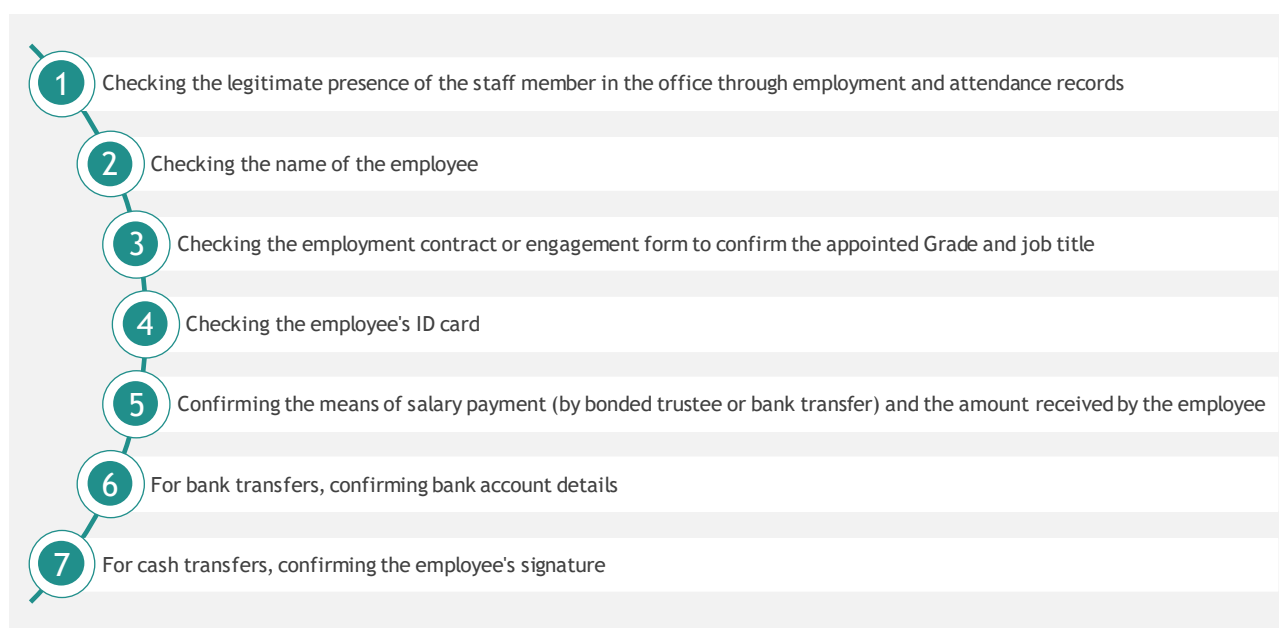 1 Checking the legitimate presence of the staff member in the office through employment and attendance records
2 Checking the name of the employee
3 Checking the employment contract or engagement form to confirm the appointed Grade and job title
4 Checking the employee's ID card
5 Confirming the means of salary payment (by bonded trustee or bank transfer) and the amount received by the employee
6 For bank transfers, confirming bank account details
7 For cash transfers, confirming the employee's signature